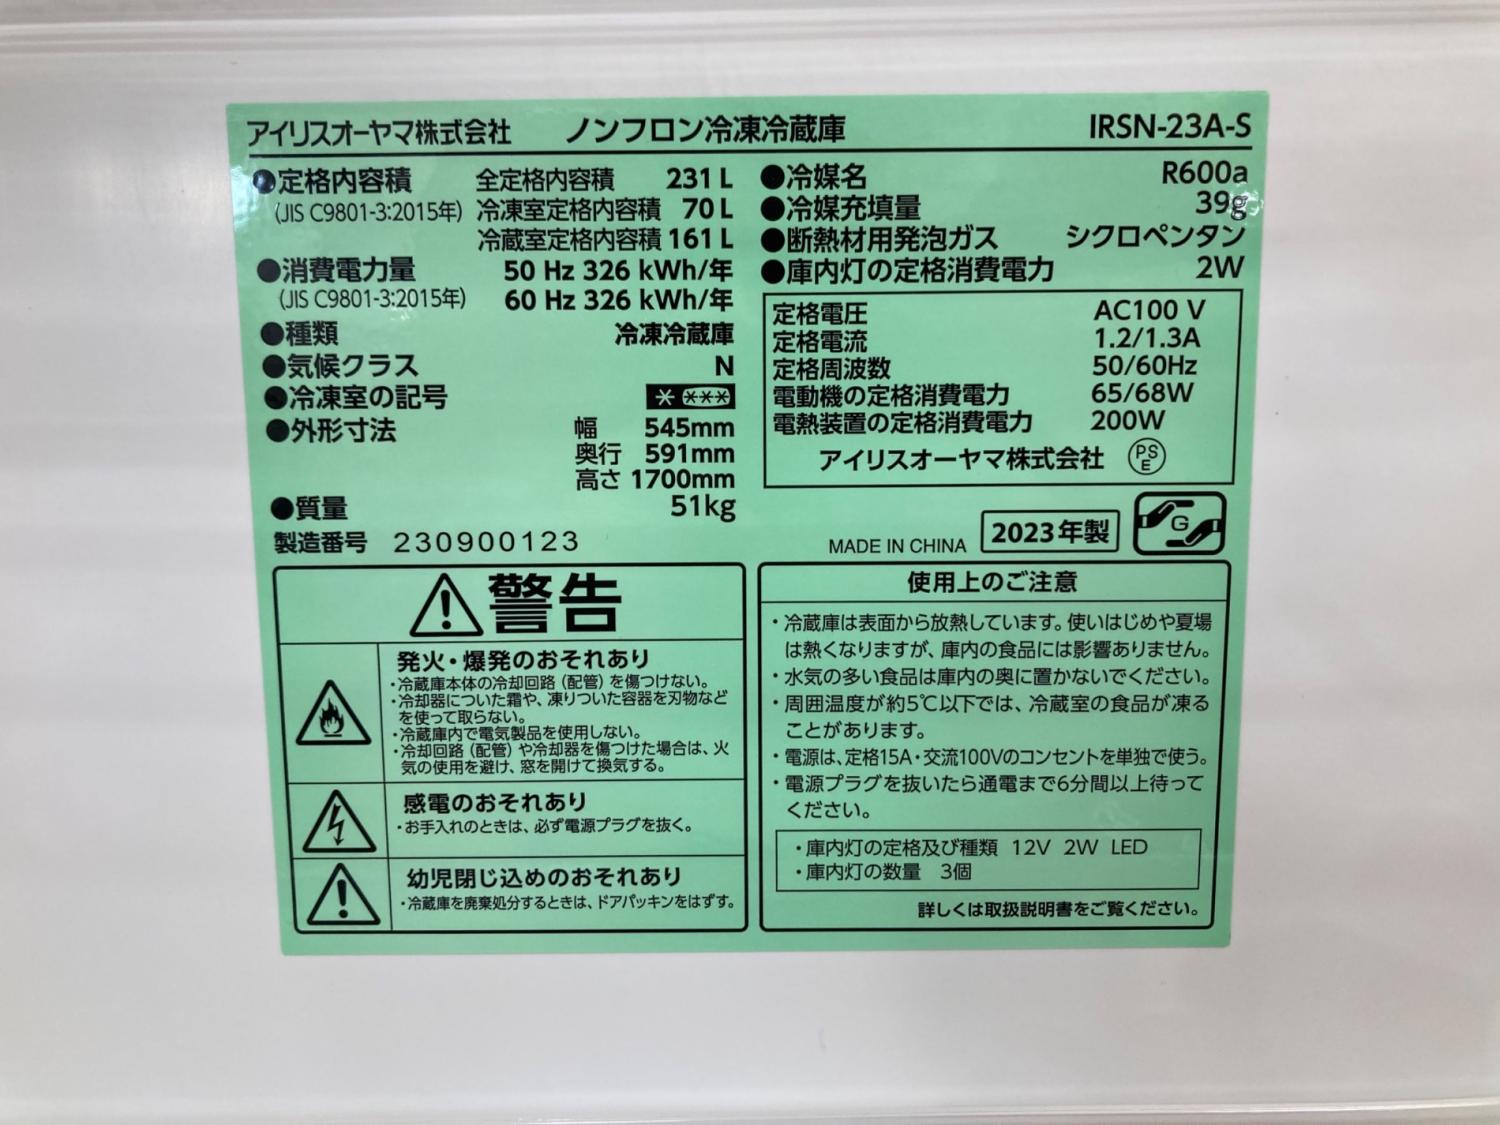 アイリスオーヤマ株式会社 ノンフロン冷凍冷蔵庫 IRSN-23A-S
●定格内容積 全定格内容積 231 L
(JIS C9801-3:2015年) 冷凍室定格内容積 70 L
冷蔵室定格内容積 161 L
●消費電力量 50 Hz 326 kWh/年
(JIS C9801-3:2015年) 60 Hz 326 kWh/年
●種類 冷凍冷蔵庫
●気候クラス N
●冷凍室の記号
●外形寸法 幅 545mm
奥行 591mm
高さ 1700mm
●質量 51kg
製造番号 230900123
●冷媒名 R600a
●冷媒充填量 39g
●断熱材用発泡ガス シクロペンタン
●庫内灯の定格消費電力 2W
定格電圧 AC100 V
定格電流 1.2/1.3A
定格周波数 50/60Hz
電動機の定格消費電力 65/68W
電熱装置の定格消費電力 200W
アイリスオーヤマ株式会社 PSE
MADE IN CHINA 2023年製 G
警告
発火・爆発のおそれあり
・冷蔵庫本体の冷却回路(配管)を傷つけない。
・冷却器についた霜や、凍りついた容器を刃物など
を使って取らない。
・冷蔵庫内で電気製品を使用しない。
・冷却回路(配管)や冷却器を傷つけた場合は、火
気の使用を避け、窓を開けて換気する。
感電のおそれあり
・お手入れのときは、必ず電源プラグを抜く。
幼児閉じ込めのおそれあり
・冷蔵庫を廃棄処分するときは、ドアパッキンをはずす。
使用上のご注意
・冷蔵庫は表面から放熱しています。使いはじめや夏場
は熱くなりますが、庫内の食品には影響ありません。
・水気の多い食品は庫内の奥に置かないでください。
・周囲温度が約5℃以下では、冷蔵室の食品が凍る
ことがあります。
・電源は、定格15A・交流100Vのコンセントを単独で使う。
・電源プラグを抜いたら通電まで6分間以上待って
ください。
・庫内灯の定格及び種類 12V 2W LED
・庫内灯の数量 3個
詳しくは取扱説明書をご覧ください。